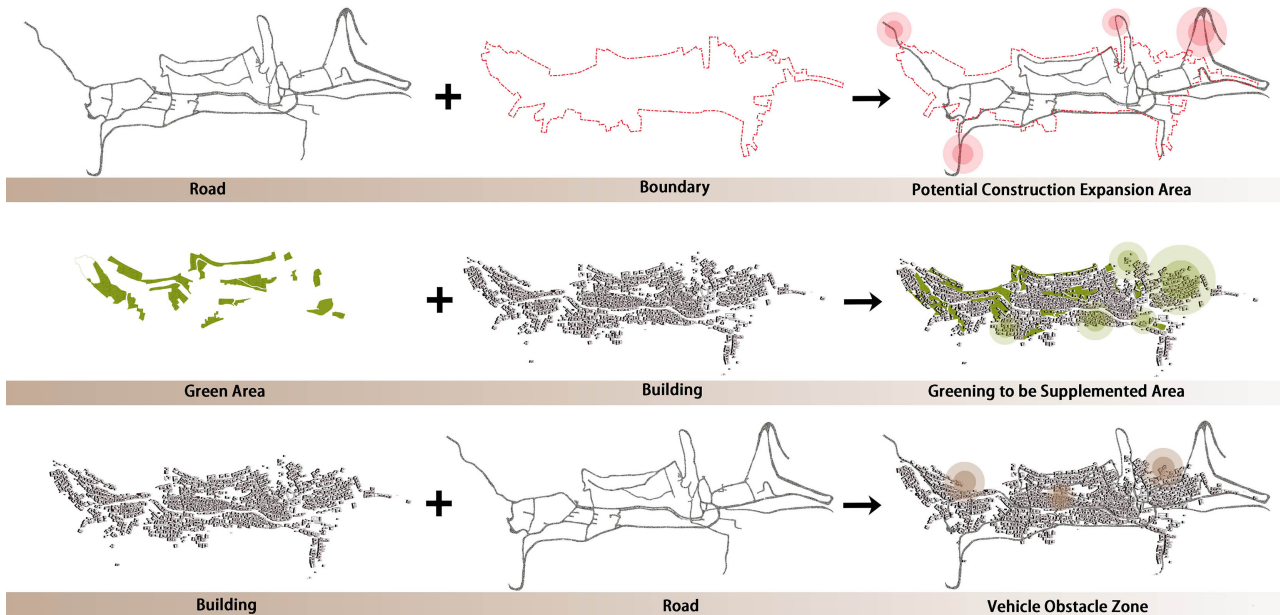 Road
Boundary
Potential Construction Expansion Area
Green Area
Building
Greening to be Supplemented Area
Building
Road
Vehicle Obstacle Zone